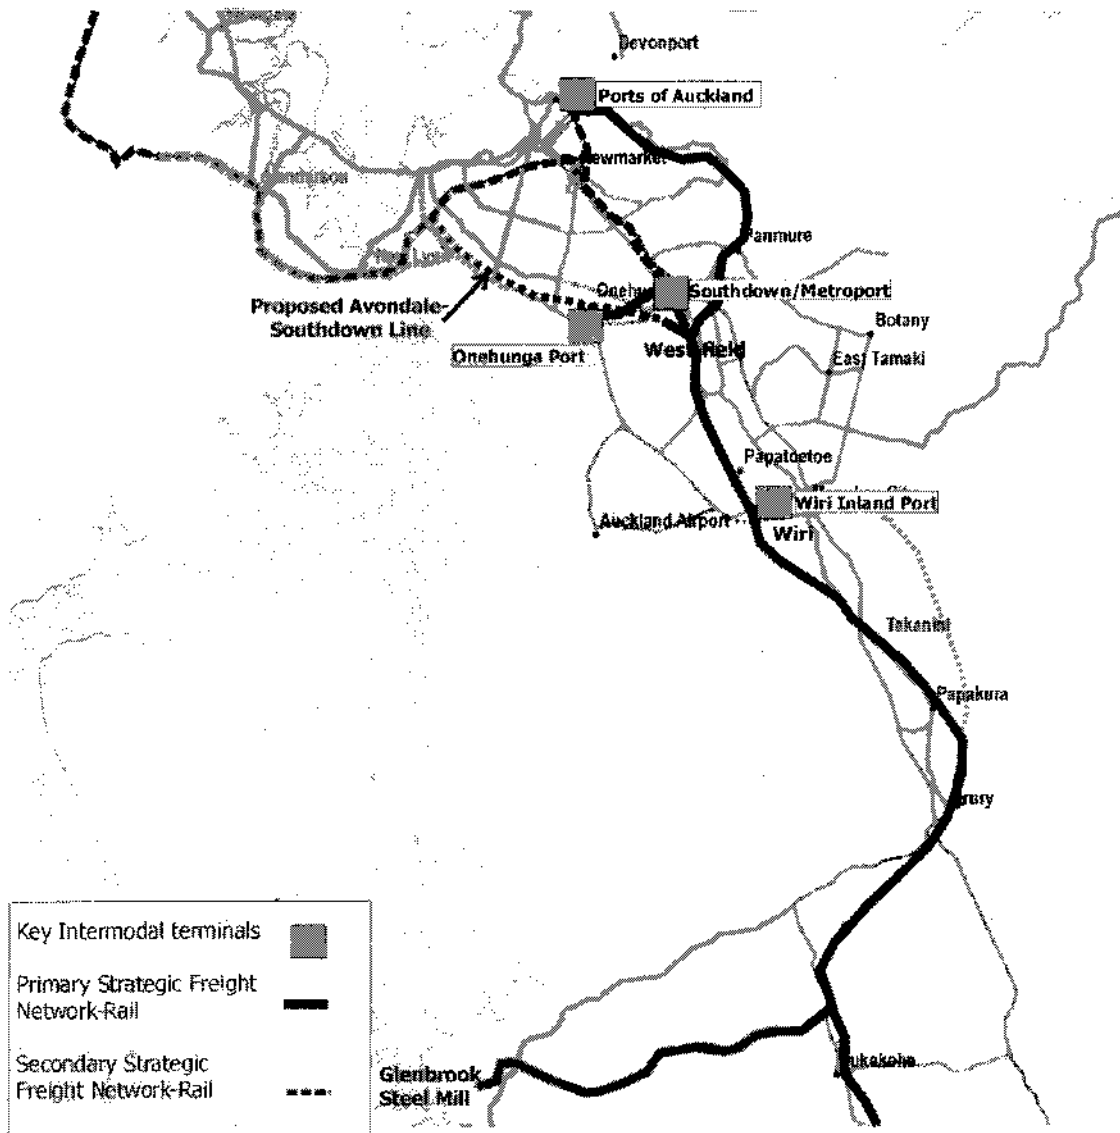 Devonport
Ports of Auckland
Newmarket
Panmure
Southdown/Metroport
Proposed Avondale-
Southdown Line
Botany
Onehunga Port
Westfield
East Tamaki
Papatoetoe
Wiri Inland Port
Auckland Airport
Wiri
Takanini
Papakura
Key Intermodal terminals
Primary Strategic Freight
Network-Rail
Secondary Strategic
Freight Network-Rail
Glenbrook
Steel Mill